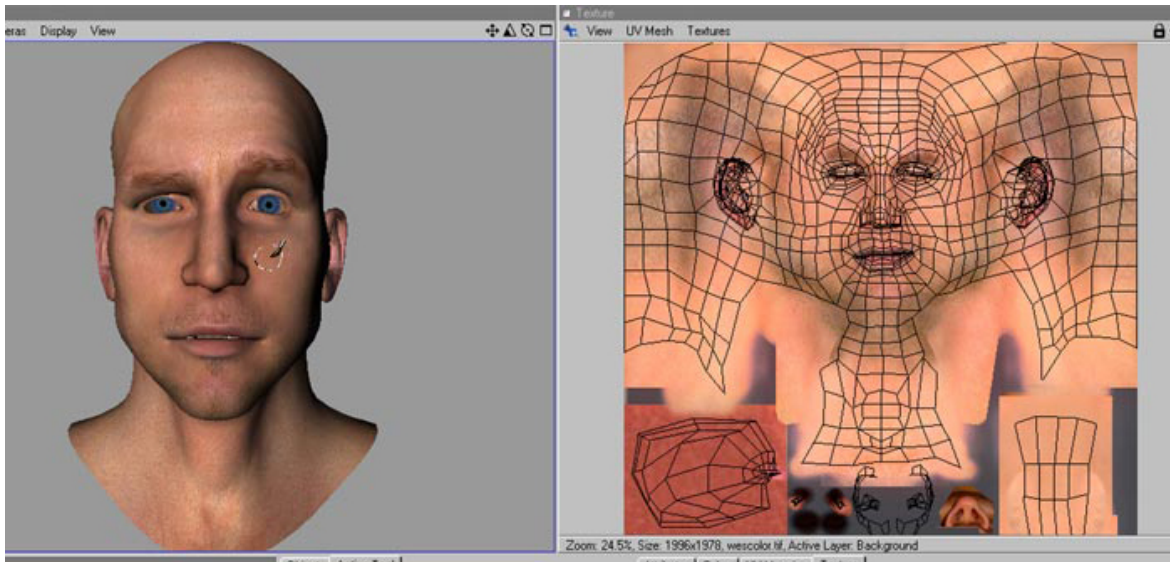 Texture
eras Display View
View UV Mesh Textures
Zoom: 24.5%, Size: 1996x1978, wescolor.tif, Active Layer: Background